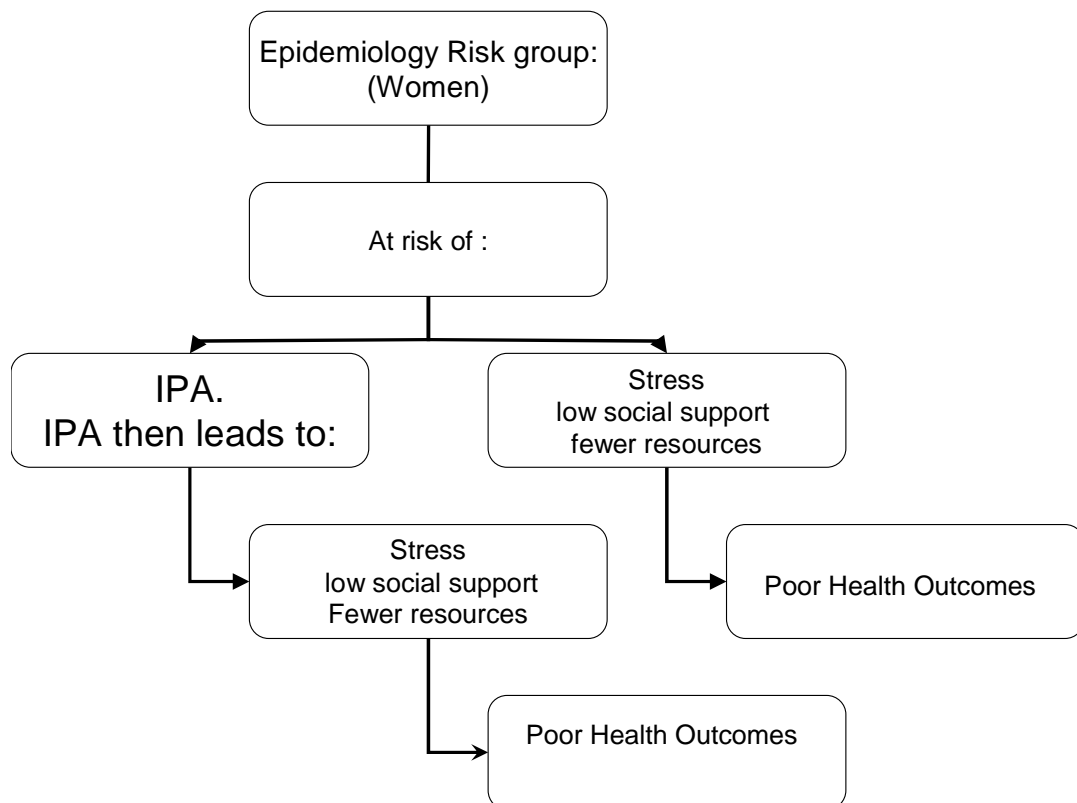 Epidemiology Risk group:
(Women)
At risk of :
IPA.
IPA then leads to:
Stress
low social support
fewer resources
Stress
low social support
Fewer resources
Poor Health Outcomes
Poor Health Outcomes